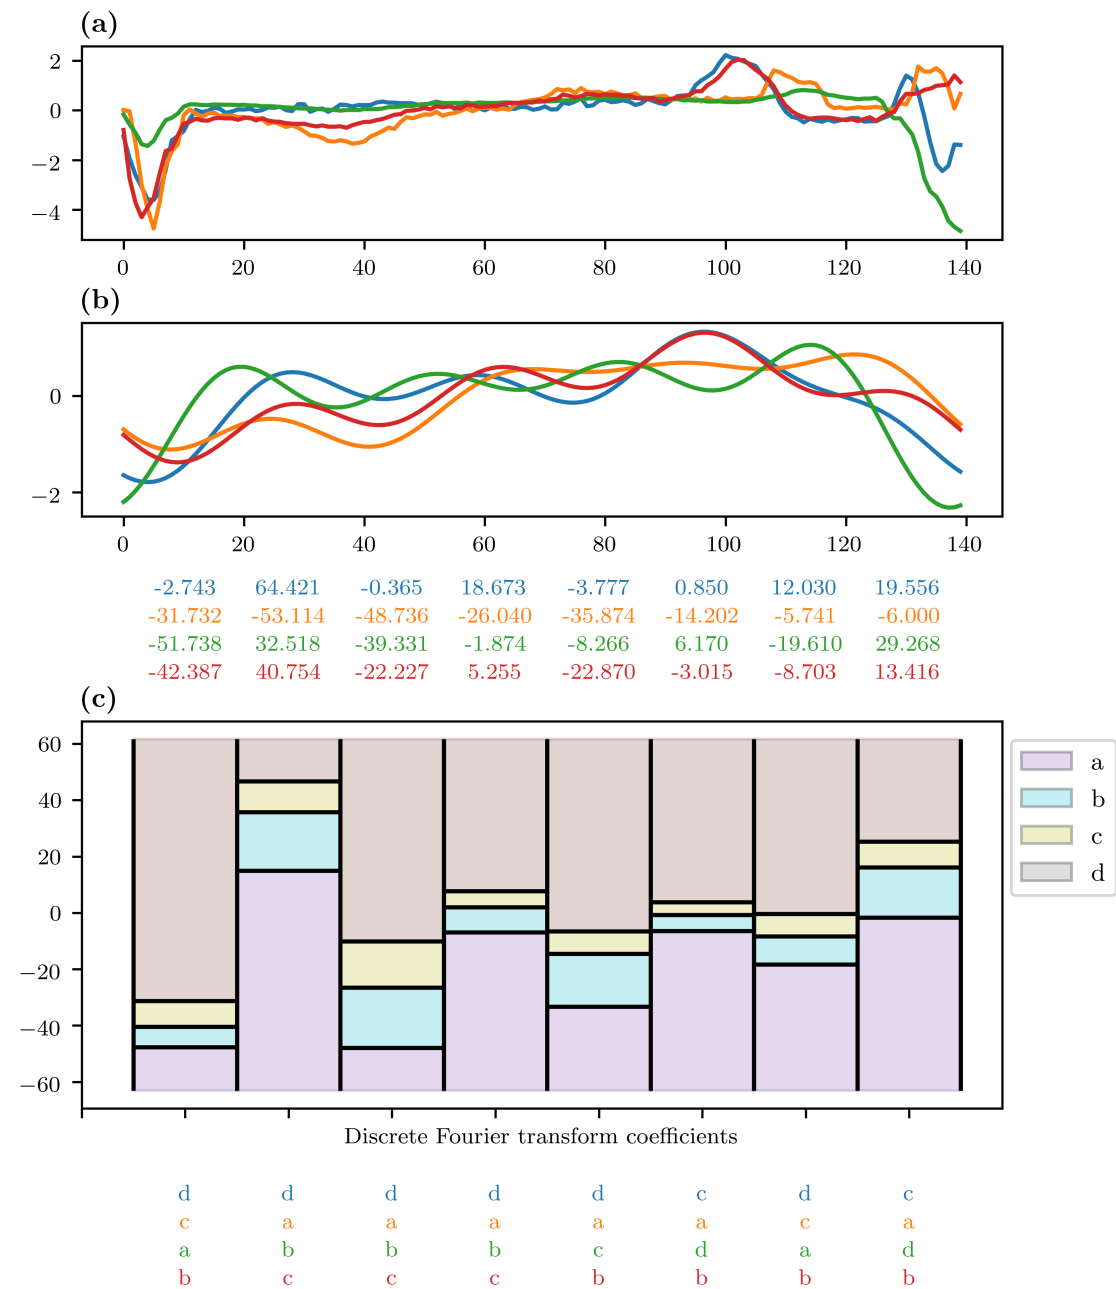 (a)
2
0
−2
−4
0 20 40 60 80 100 120 140
(b)
0
−2
0 20 40 60 80 100 120 140
-2.743 64.421 -0.365 18.673 -3.777 0.850 12.030 19.556
-31.732 -53.114 -48.736 -26.040 -35.874 -14.202 -5.741 -6.000
-51.738 32.518 -39.331 -1.874 -8.266 6.170 -19.610 29.268
-42.387 40.754 -22.227 5.255 -22.870 -3.015 -8.703 13.416
(c)
60
40
20
0
−20
−40
−60
a
b
c
d
Discrete Fourier transform coefficients
d d d d d c d c
c a a a a a c a
a b b b c d a d
b c c c b b b b